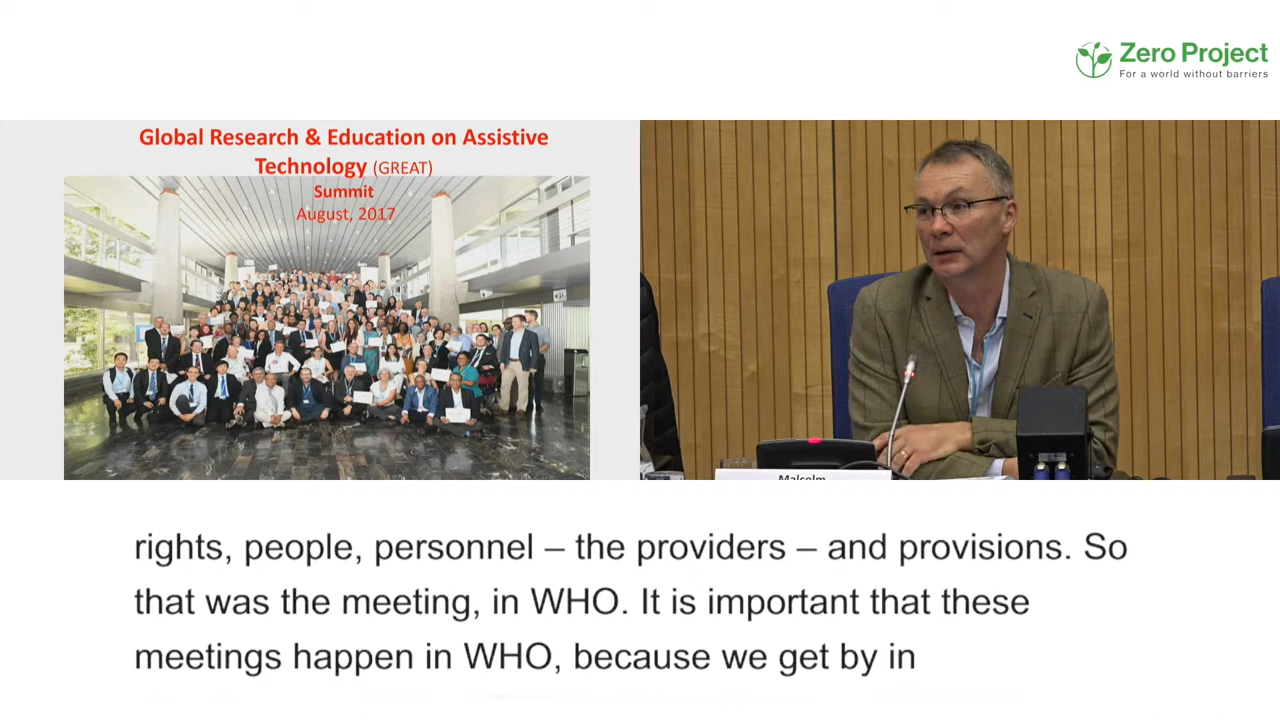 Zero Project
For a world without barriers
Global Research & Education on Assistive
Technology (GREAT)
Summit
August, 2017
Malcolm
rights, people, personnel – the providers – and provisions. So
that was the meeting, in WHO. It is important that these
meetings happen in WHO, because we get by in